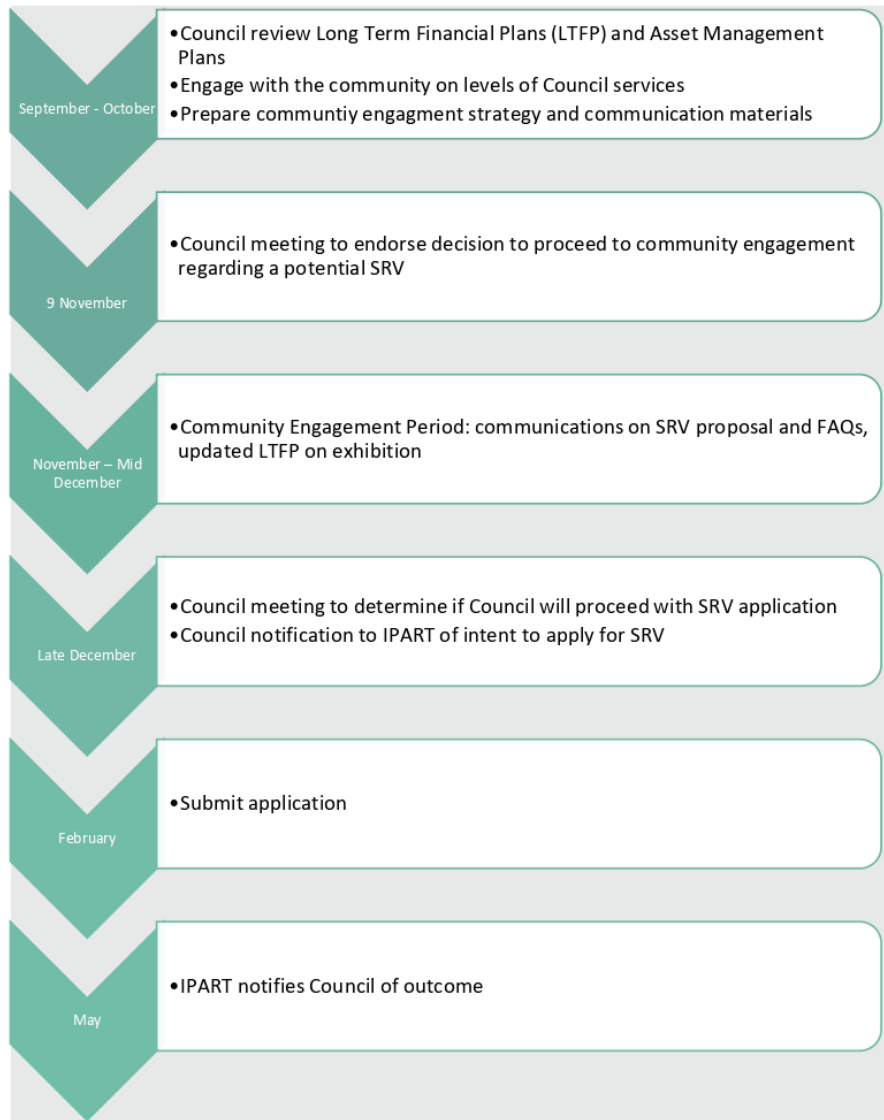 •Council review Long Term Financial Plans (LTFP) and Asset Management
Plans
•Engage with the community on levels of Council services
•Prepare communtiy engagment strategy and communication materials
September - October
•Council meeting to endorse decision to proceed to community engagement
regarding a potential SRV
9 November
•Community Engagement Period: communications on SRV proposal and FAQs,
updated LTFP on exhibition
November – Mid
December
•Council meeting to determine if Council will proceed with SRV application
•Council notification to IPART of intent to apply for SRV
Late December
•Submit application
February
•IPART notifies Council of outcome
May